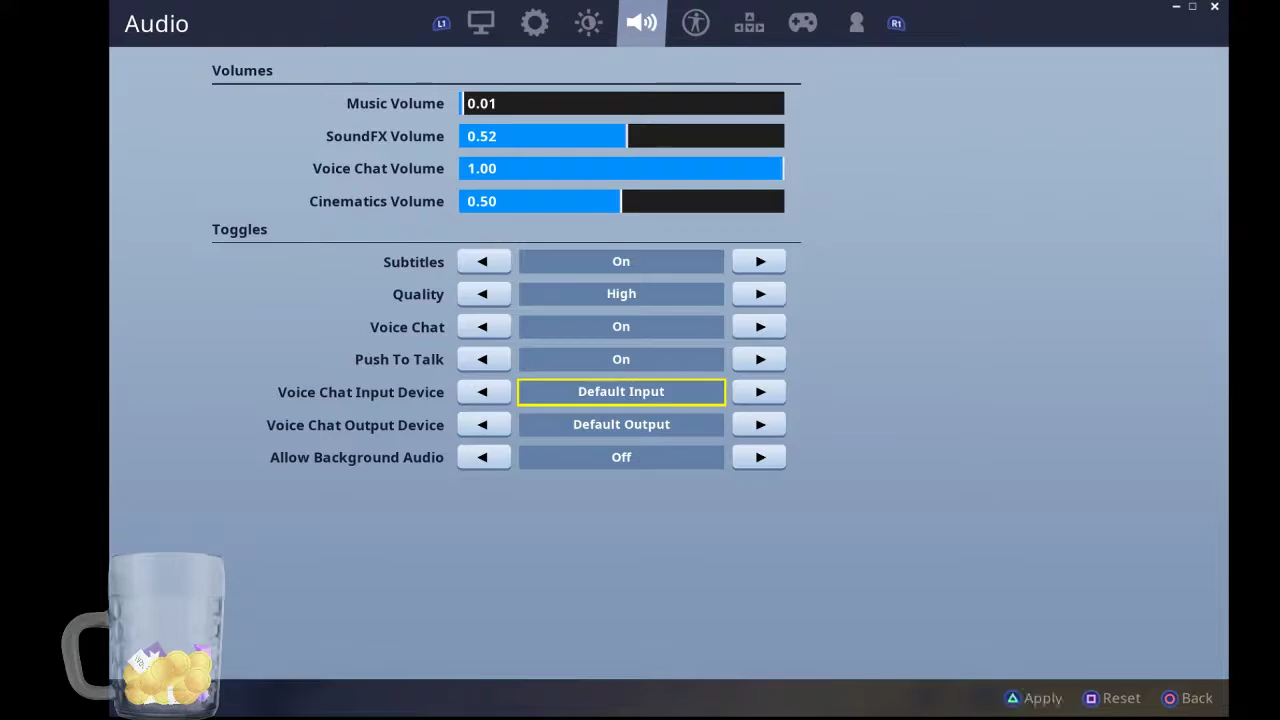 Audio
L1
R1
Volumes
Music Volume 0.01
SoundFX Volume 0.52
Voice Chat Volume 1.00
Cinematics Volume 0.50
Toggles
Subtitles On
Quality High
Voice Chat On
Push To Talk On
Voice Chat Input Device Default Input
Voice Chat Output Device Default Output
Allow Background Audio Off
Apply Reset Back